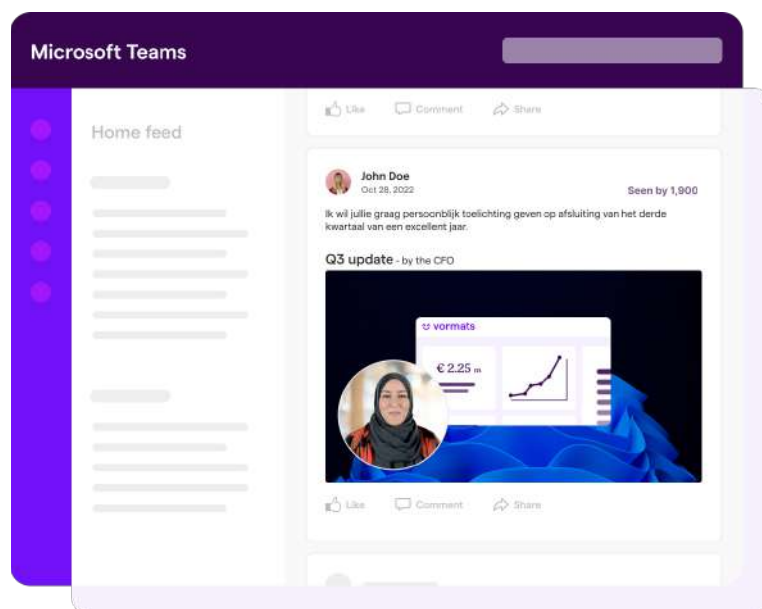 Microsoft Teams
Like Comment Share
Home feed
John Doe
Oct 28, 2022
Seen by 1,900
Ik wil jullie graag persoonblijk toelichting geven op afsluiting van het derde
kwartaal van een excellent jaar.
Q3 update - by the CFO
vormats
€ 2.25 m
Like Comment Share